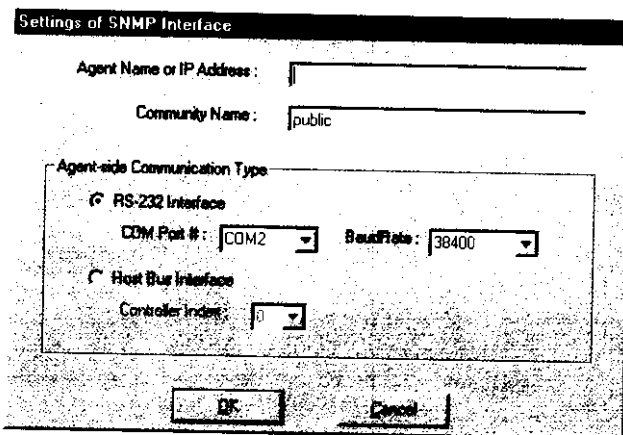 Settings of SNMP Interface
Agent Name or IP Address :
Community Name : public
Agent-side Communication Type
RS-232 Interface
COM Port # : COM2 BaudRate : 38400
Host Bus Interface
Controller Index : 0
OK Cancel